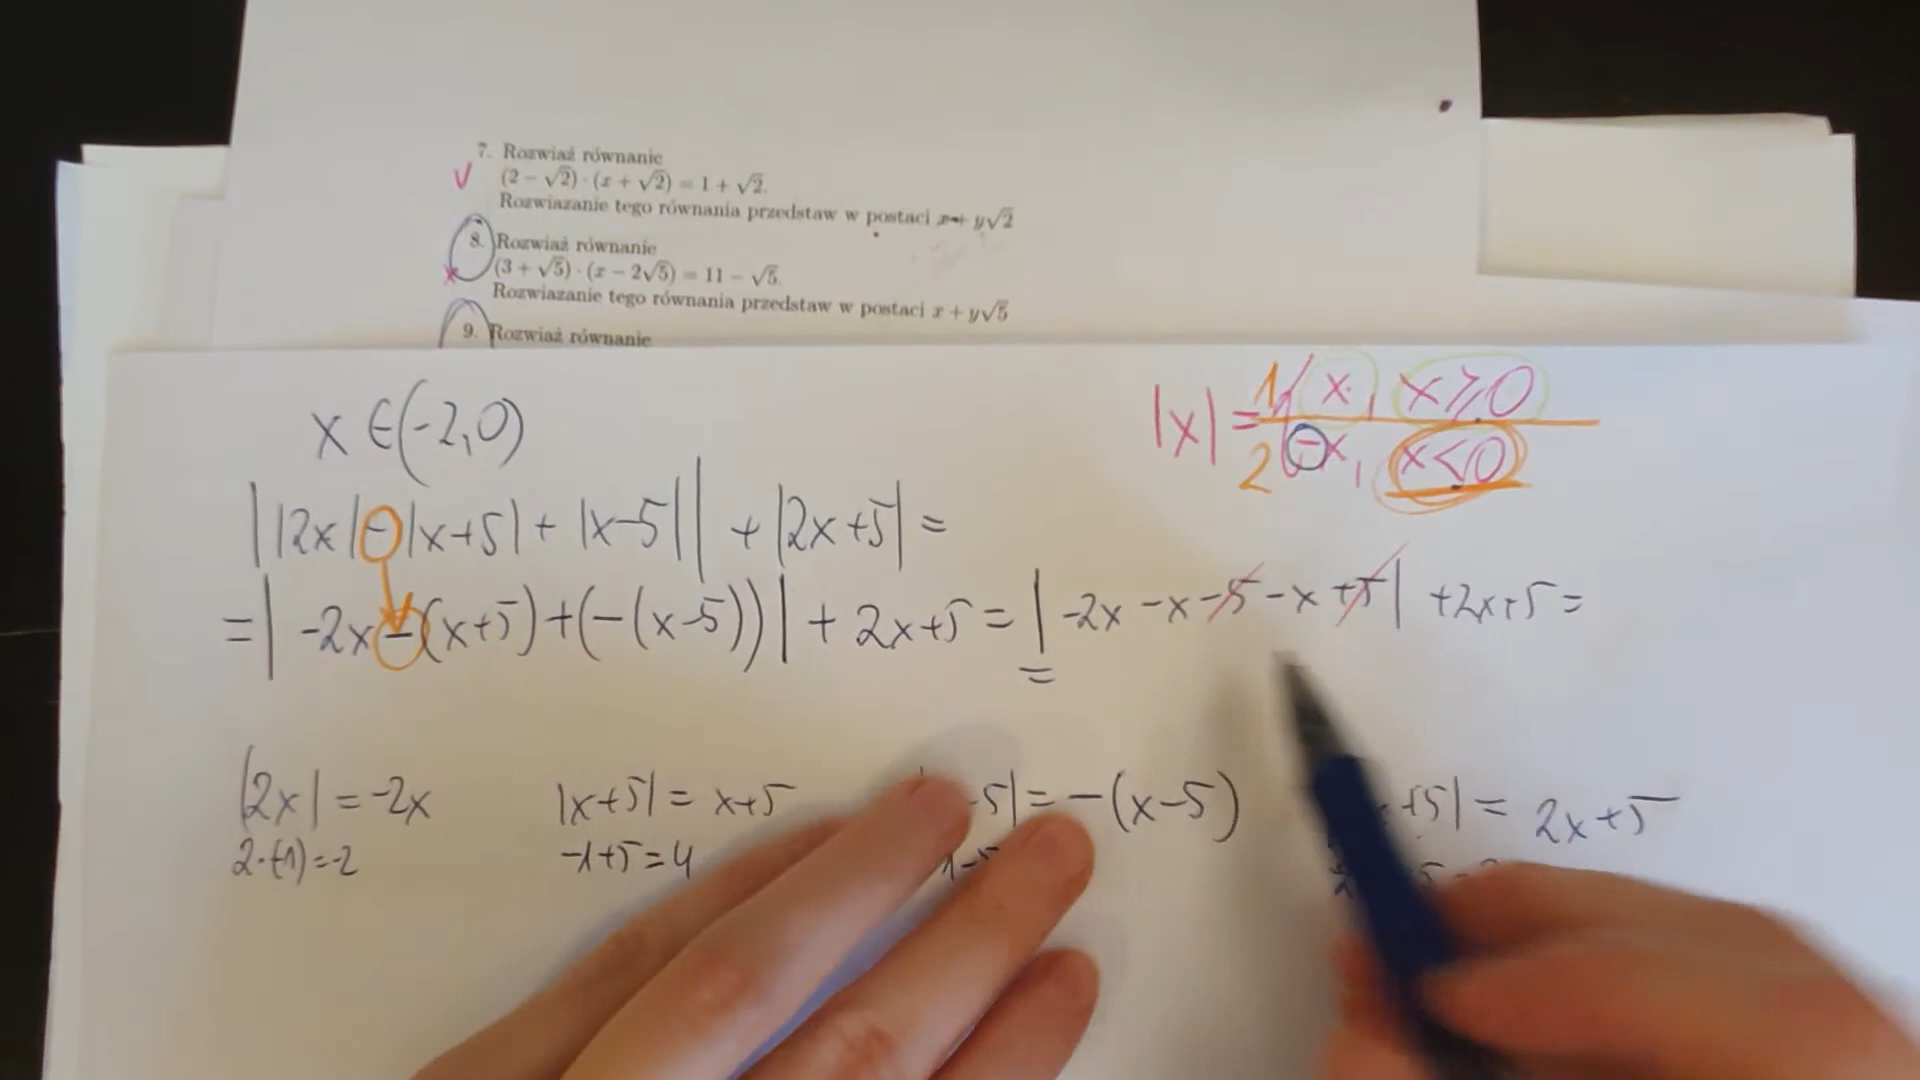 7. Rozwiąż równanie
(2 − √2) · (x + √2) = 1 + √2.
Rozwiązanie tego równania przedstaw w postaci x + y√2
8. Rozwiąż równanie
(3 + √5) · (x − 2√5) = 11 − √5.
Rozwiązanie tego równania przedstaw w postaci x + y√5
9. Rozwiąż równanie
x ∈ (-2,0)
|x| =
1 x, x ⩾ 0
2 -x, x < 0
||2x| - |x+5| + |x-5|| + |2x+5| =
= |-2x - (x+5) + (-(x-5))| + 2x+5 = |-2x -x -5 -x +5| +2x+5 =
|2x| = -2x
2·(-1) = -2
|x+5| = x+5
-1+5 = 4
-5| = -(x-5)
+5| = 2x+5